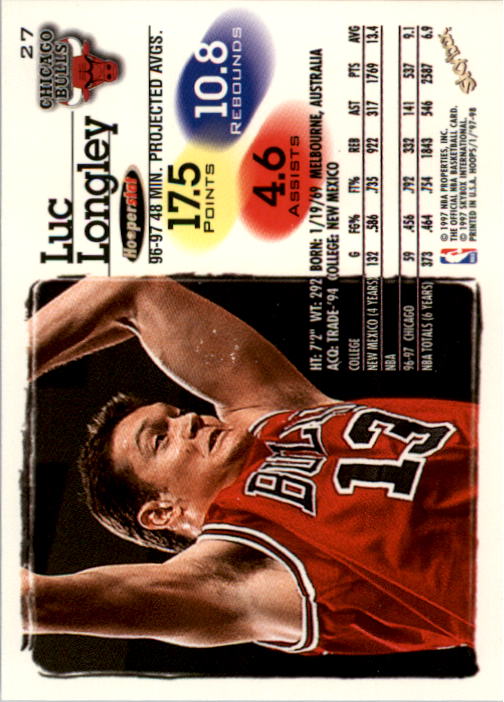 27
CHICAGO
BULLS
Luc
Longley
Hooperstar
96-97 48 MIN. PROJECTED AVGS.
17.5
POINTS
10.8
REBOUNDS
4.6
ASSISTS
HT: 7'2" WT: 292 BORN: 1/19/69 MELBOURNE, AUSTRALIA
ACQ: TRADE-'94 COLLEGE: NEW MEXICO
COLLEGE G FG% FT% REB AST PTS AVG
NEW MEXICO (4 YEARS) 132 .586 .735 922 317 1769 13.4
NBA
96-97 CHICAGO 59 .456 .792 332 141 537 9.1
NBA TOTALS (6 YEARS) 373 .464 .754 1843 546 2587 6.9
© 1997 NBA PROPERTIES, INC.
THE OFFICIAL NBA BASKETBALL CARD.
© 1997 SKYBOX INTERNATIONAL.
PRINTED IN U.S.A. HOOPS/1/'97-98
NBA
SKYBOX
BULLS
13